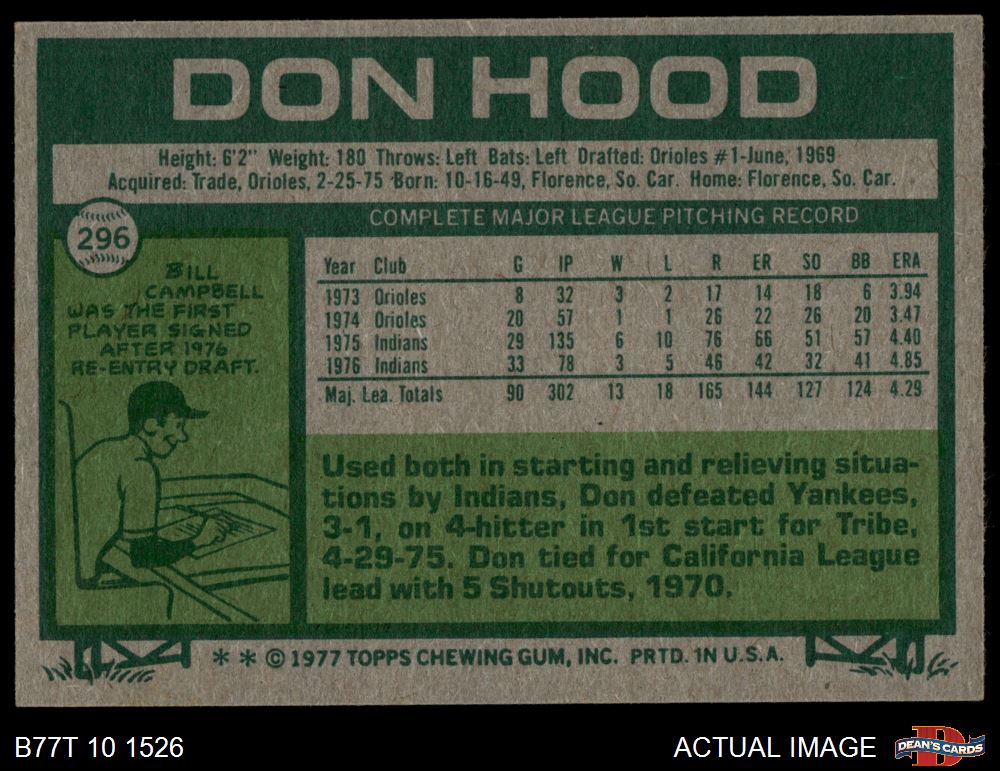 DON HOOD
Height: 6'2" Weight: 180 Throws: Left Bats: Left Drafted: Orioles #1-June, 1969
Acquired: Trade, Orioles, 2-25-75 Born: 10-16-49, Florence, So. Car. Home: Florence, So. Car.
COMPLETE MAJOR LEAGUE PITCHING RECORD
296
BILL
CAMPBELL
WAS THE FIRST
PLAYER SIGNED
AFTER 1976
RE-ENTRY DRAFT.
Year Club G IP W L R ER SO BB ERA
1973 Orioles 8 32 3 2 17 14 18 6 3.94
1974 Orioles 20 57 1 1 26 22 26 20 3.47
1975 Indians 29 135 6 10 76 66 51 57 4.40
1976 Indians 33 78 3 5 46 42 32 41 4.85
Maj. Lea. Totals 90 302 13 18 165 144 127 124 4.29
Used both in starting and relieving situa-
tions by Indians, Don defeated Yankees,
3-1, on 4-hitter in 1st start for Tribe,
4-29-75. Don tied for California League
lead with 5 Shutouts, 1970.
* * © 1977 TOPPS CHEWING GUM, INC. PRTD. IN U.S.A.
B77T 10 1526
ACTUAL IMAGE
D
DEAN'S CARDS